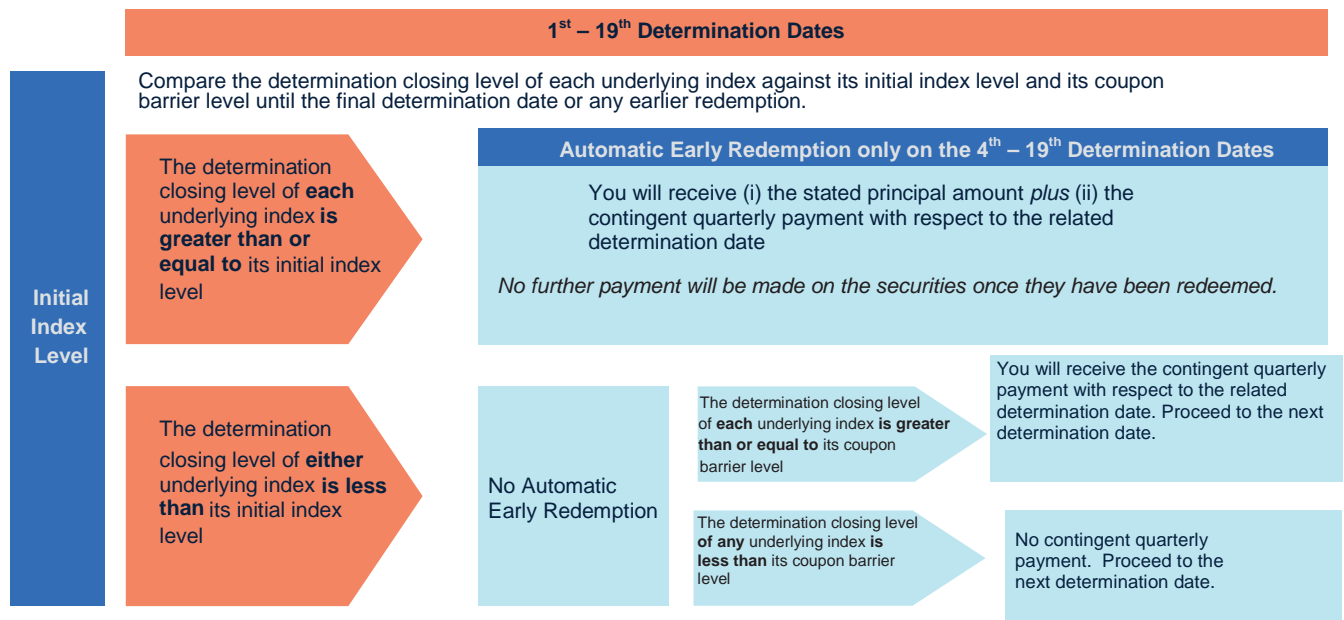 1st – 19th Determination Dates
Compare the determination closing level of each underlying index against its initial index level and its coupon
barrier level until the final determination date or any earlier redemption.
Initial
Index
Level
The determination
closing level of each
underlying index is
greater than or
equal to its initial index
level
Automatic Early Redemption only on the 4th – 19th Determination Dates
You will receive (i) the stated principal amount plus (ii) the
contingent quarterly payment with respect to the related
determination date
No further payment will be made on the securities once they have been redeemed.
The determination
closing level of either
underlying index is less
than its initial index
level
No Automatic
Early Redemption
The determination closing level
of each underlying index is greater
than or equal to its coupon
barrier level
You will receive the contingent quarterly
payment with respect to the related
determination date. Proceed to the next
determination date.
The determination closing level
of any underlying index is
less than its coupon barrier
level
No contingent quarterly
payment. Proceed to the
next determination date.